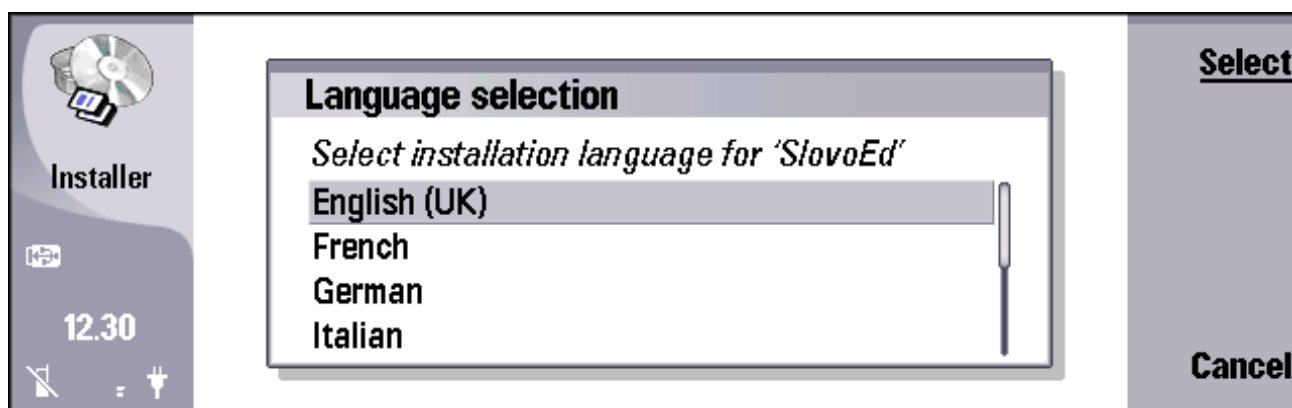 Installer
12.30
Language selection
Select installation language for ‘SlovoEd’
English (UK)
French
German
Italian
Select
Cancel